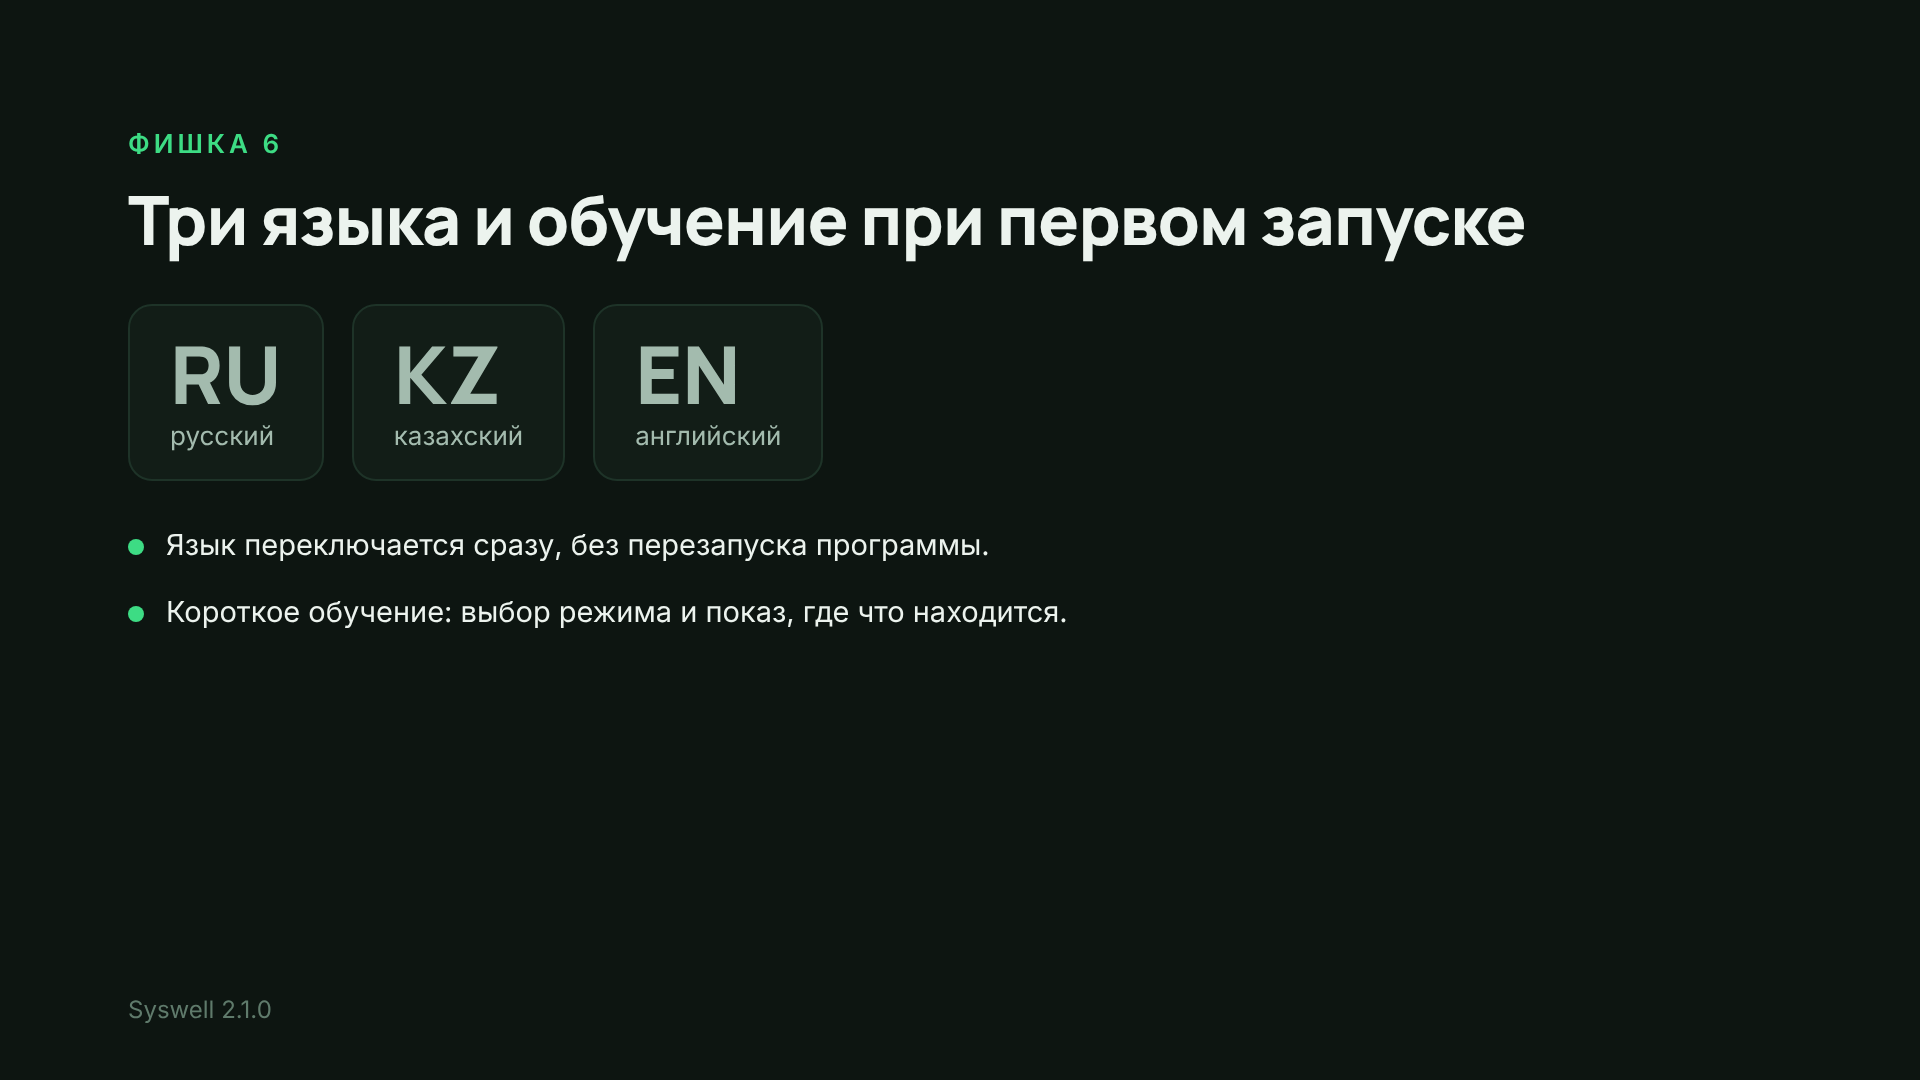 ФИШКА 6
Три языка и обучение при первом запуске
RU
русский
KZ
казахский
EN
английский
Язык переключается сразу, без перезапуска программы.
Короткое обучение: выбор режима и показ, где что находится.
Syswell 2.1.0